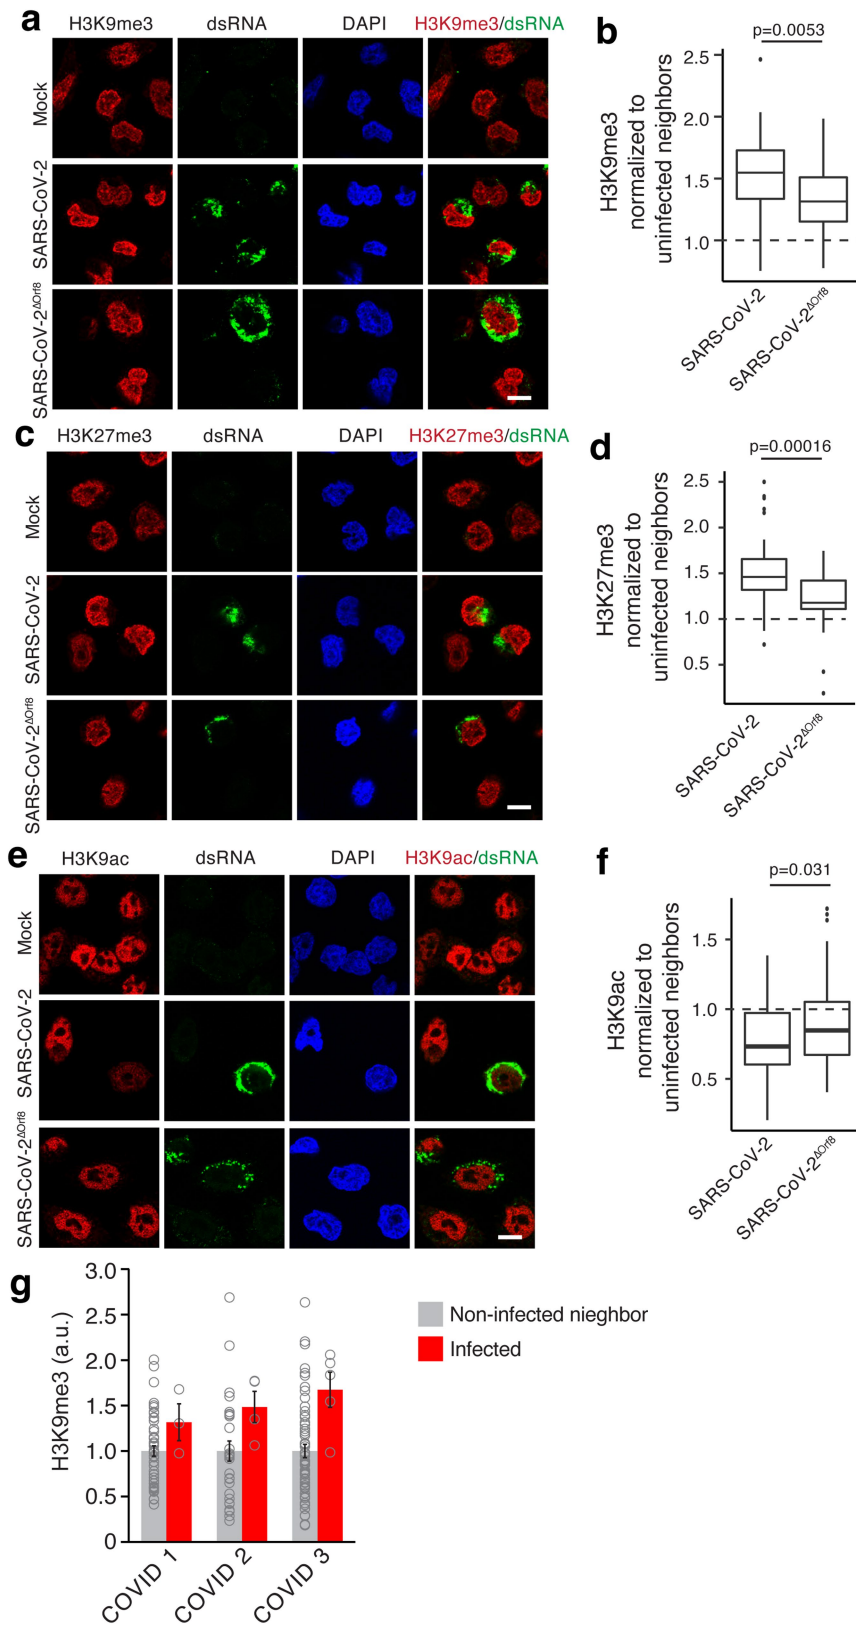 a
H3K9me3 dsRNA DAPI H3K9me3/dsRNA
Mock
SARS-CoV-2
SARS-CoV-2ΔOrf8
b
p=0.0053
H3K9me3
normalized to
uninfected neighbors
2.5
2.0
1.5
1.0
SARS-CoV-2
SARS-CoV-2ΔOrf8
c
H3K27me3 dsRNA DAPI H3K27me3/dsRNA
Mock
SARS-CoV-2
SARS-CoV-2ΔOrf8
d
p=0.00016
H3K27me3
normalized to
uninfected neighbors
2.5
2.0
1.5
1.0
0.5
SARS-CoV-2
SARS-CoV-2ΔOrf8
e
H3K9ac dsRNA DAPI H3K9ac/dsRNA
Mock
SARS-CoV-2
SARS-CoV-2ΔOrf8
f
p=0.031
H3K9ac
normalized to
uninfected neighbors
1.5
1.0
0.5
SARS-CoV-2
SARS-CoV-2ΔOrf8
g
H3K9me3 (a.u.)
3.0
2.5
2.0
1.5
1.0
0.5
0
COVID 1
COVID 2
COVID 3
Non-infected nieghbor
Infected